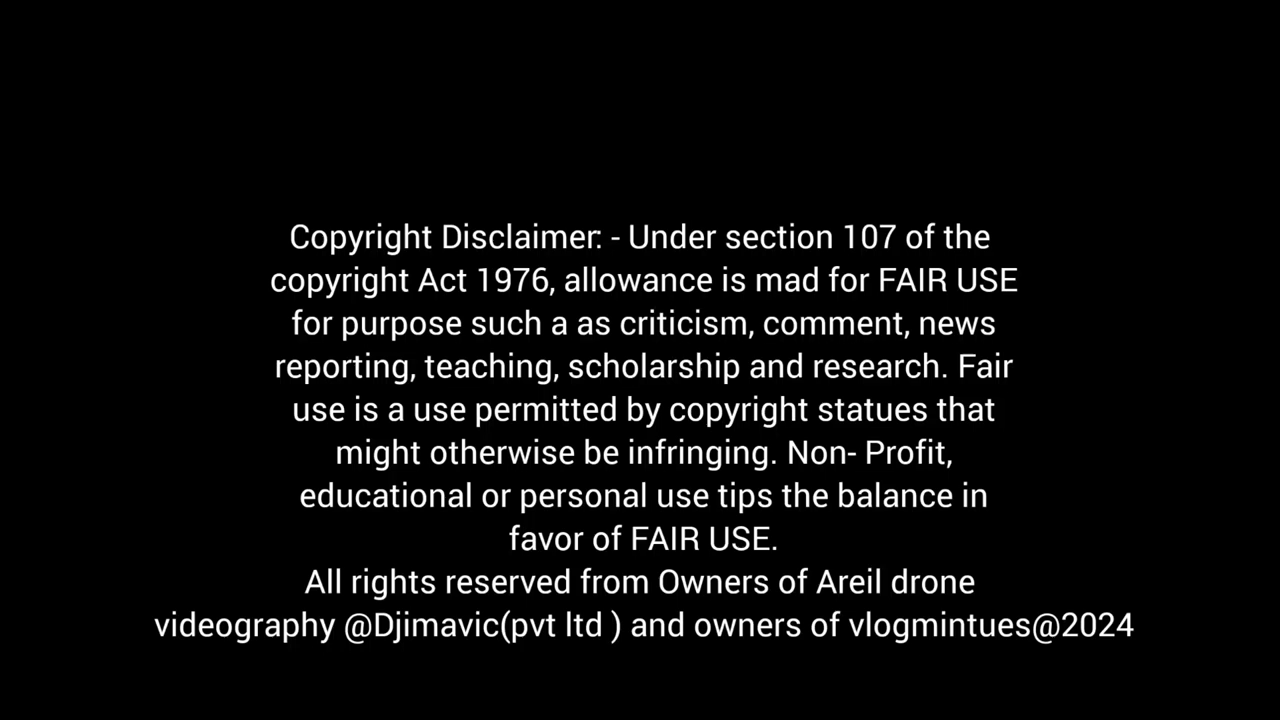 Copyright Disclaimer: - Under section 107 of the
copyright Act 1976, allowance is mad for FAIR USE
for purpose such a as criticism, comment, news
reporting, teaching, scholarship and research. Fair
use is a use permitted by copyright statues that
might otherwise be infringing. Non- Profit,
educational or personal use tips the balance in
favor of FAIR USE.
All rights reserved from Owners of Areil drone
videography @Djimavic(pvt ltd ) and owners of vlogmintues@2024